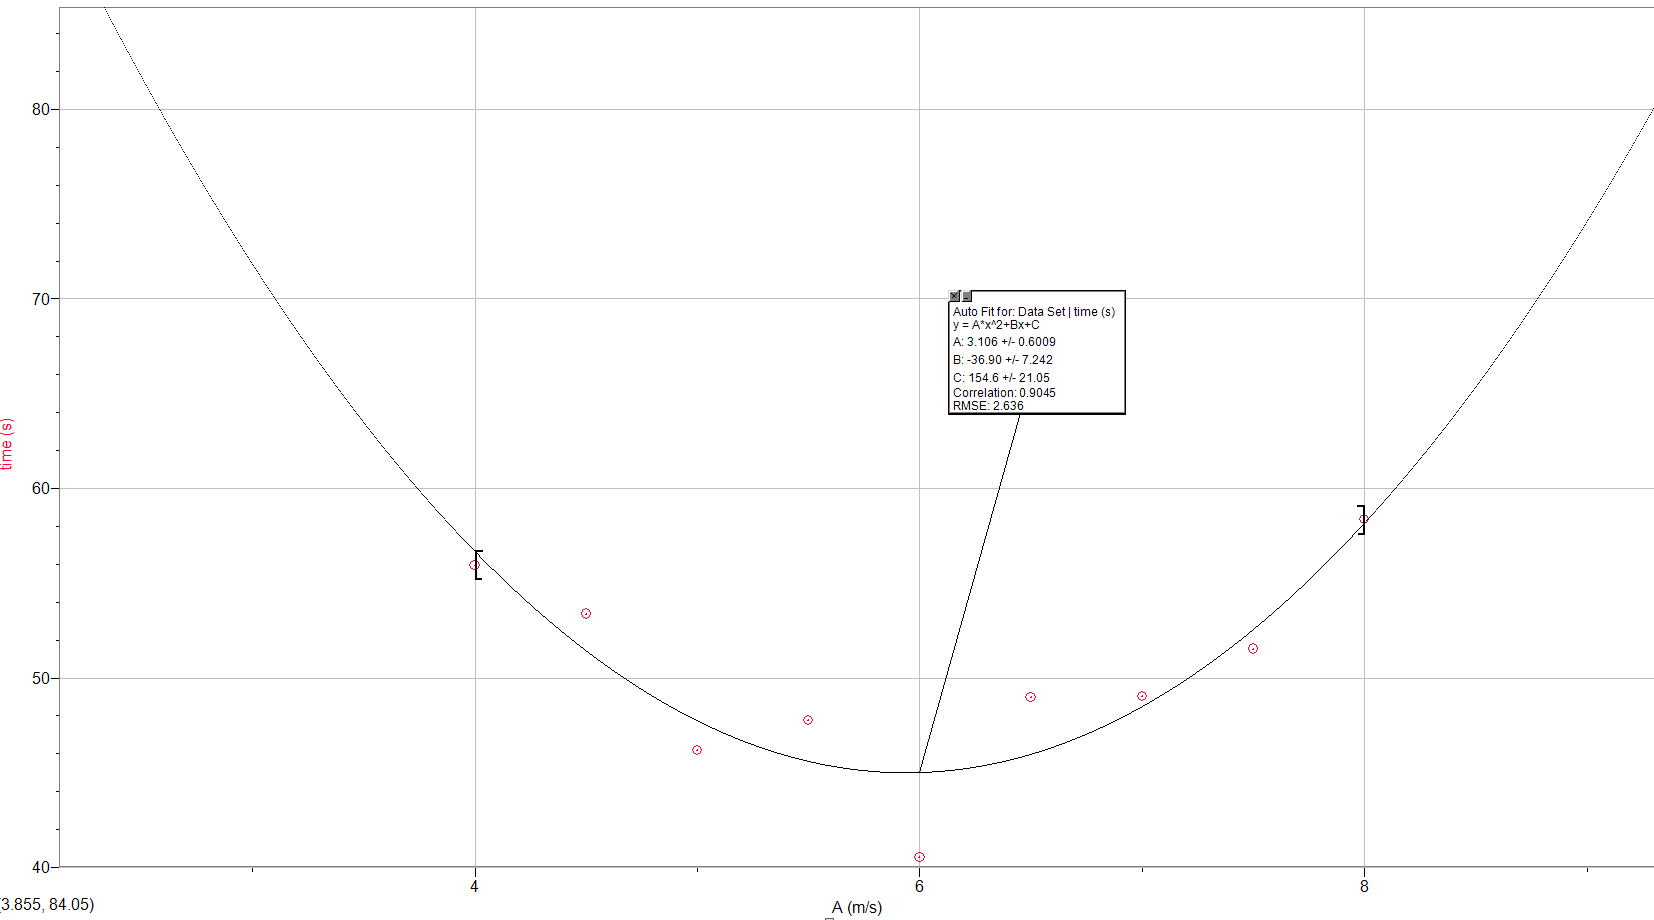 80
70
60
50
40
time (s)
Auto Fit for: Data Set | time (s)
y = A*x^2+Bx+C
A: 3.106 +/- 0.6009
B: -36.90 +/- 7.242
C: 154.6 +/- 21.05
Correlation: 0.9045
RMSE: 2.636
4 6 8
3.855, 84.05)
A (m/s)